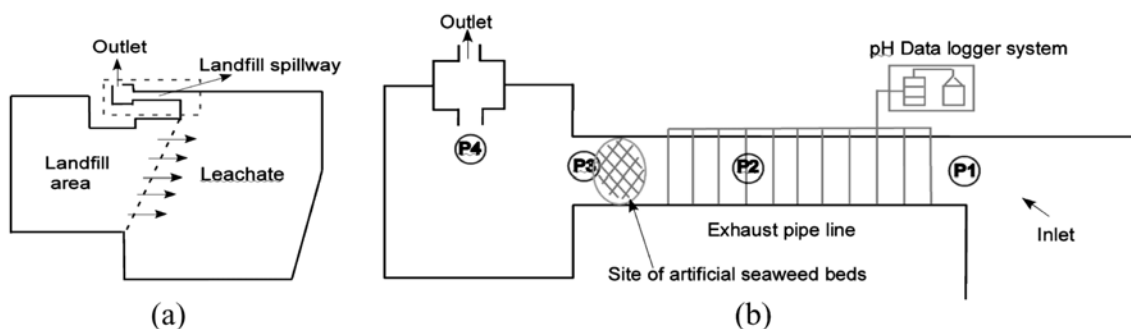 Outlet
Landfill spillway
Landfill
area
Leachate
(a)
Outlet
pH Data logger system
P4
P3
P2
P1
Exhaust pipe line
Inlet
Site of artificial seaweed beds
(b)